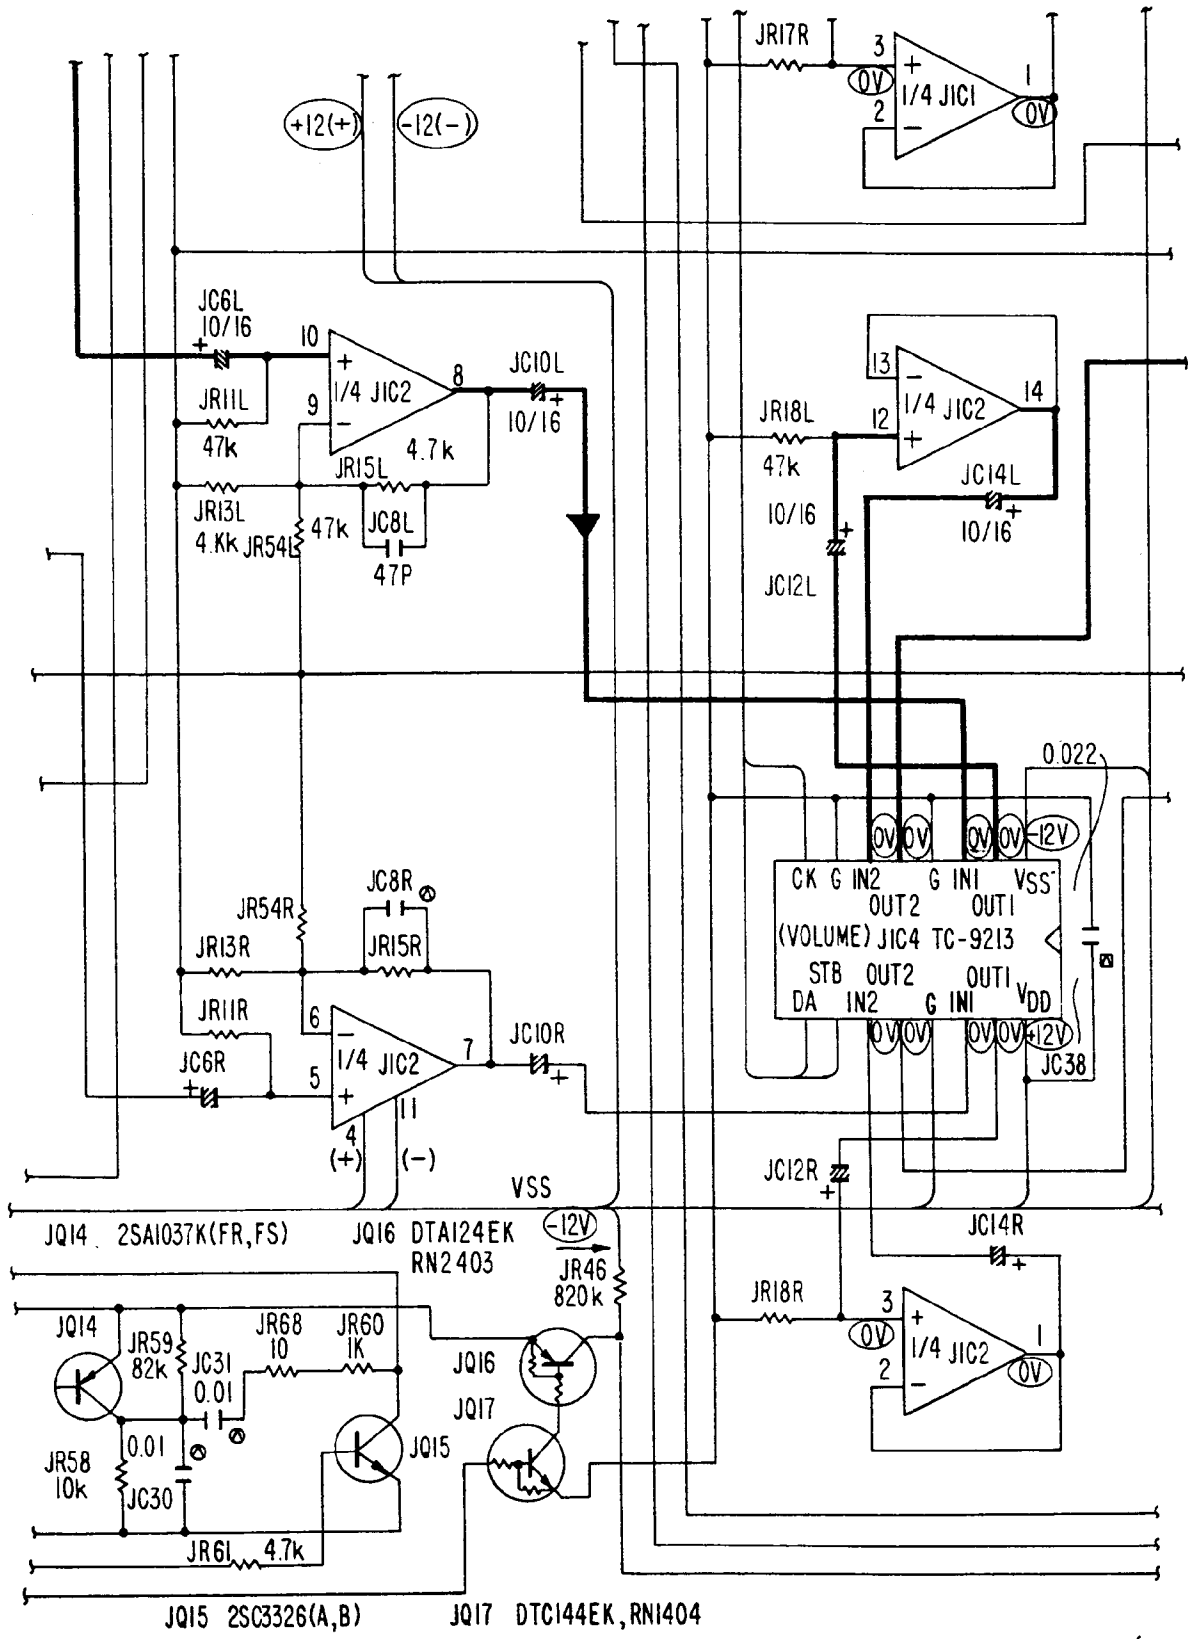 JR17R
3
+
0V
1/4 JIC1
1
2
−
0V
+12(+)
-12(-)
JC6L
10/16
+
10
+
1/4 JIC2
8
9
−
JR11L
47k
JC10L
+
10/16
4.7k
JR15L
JR13L
4.Kk
JR54L
47k
JC8L
47P
13
−
1/4 JIC2
14
JR18L
47k
12
+
JC14L
+
10/16
10/16
+
JC12L
0.022
0V
0V
0V
0V
-12V
CK G IN2 G IN1 VSS
OUT2 OUT1
(VOLUME) JIC4 TC-9213
STB OUT2 OUT1
DA IN2 G IN1 VDD
0V
0V
0V
0V
+12V
JC38
JC8R
JR54R
JR13R
JR15R
JR11R
6
−
1/4 JIC2
7
JC6R
+
5
+
JC10R
+
4
11
(+)
(-)
JC12R
+
VSS
-12V
JQ14 2SA1037K(FR,FS)
JQ16 DTA124EK
RN2403
JC14R
+
JR46
820k
JQ14
JR59
82k
JC31
0.01
JR68
10
JR60
1K
JQ16
JR18R
3
+
0V
1/4 JIC2
1
2
−
0V
JQ17
JQ15
JR58
10k
0.01
JC30
JR61 4.7k
JQ15 2SC3326(A,B)
JQ17 DTC144EK,RN1404